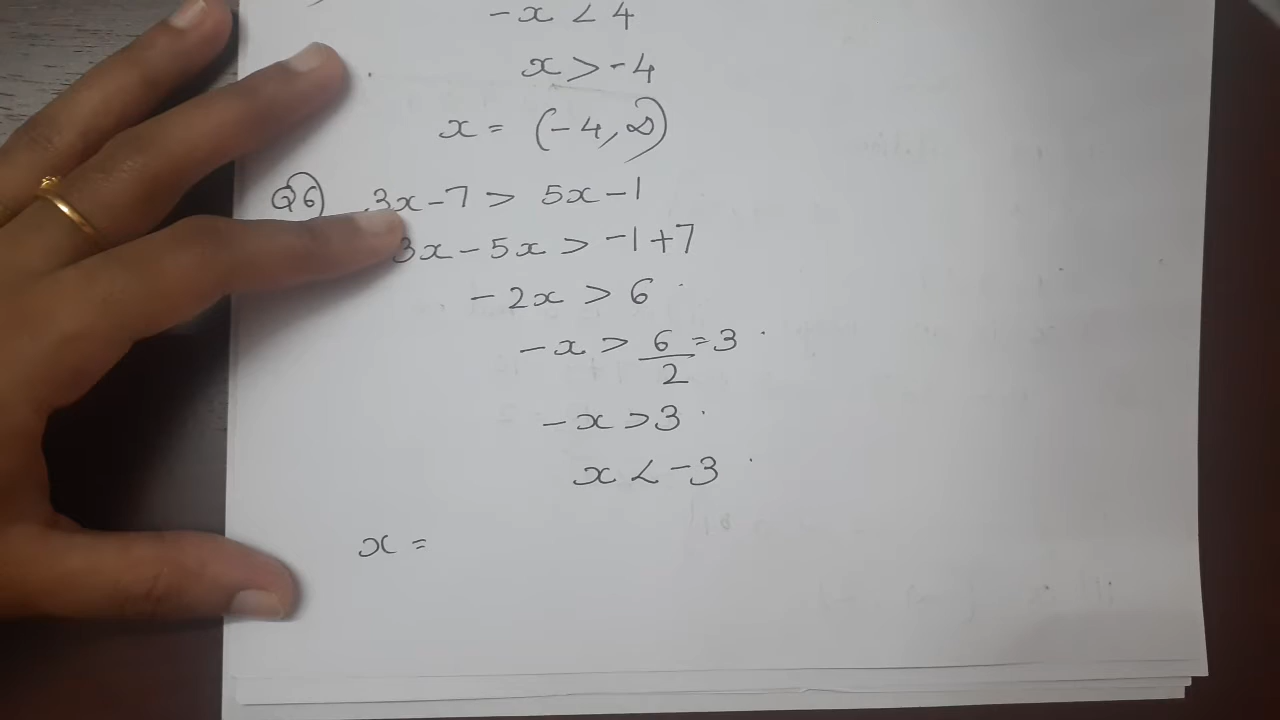 -x < 4
x > -4
x = (-4, ∞)
Q6) 3x-7 > 5x-1
3x-5x > -1+7
-2x > 6
-x > 6/2 = 3
-x > 3
x < -3
x =